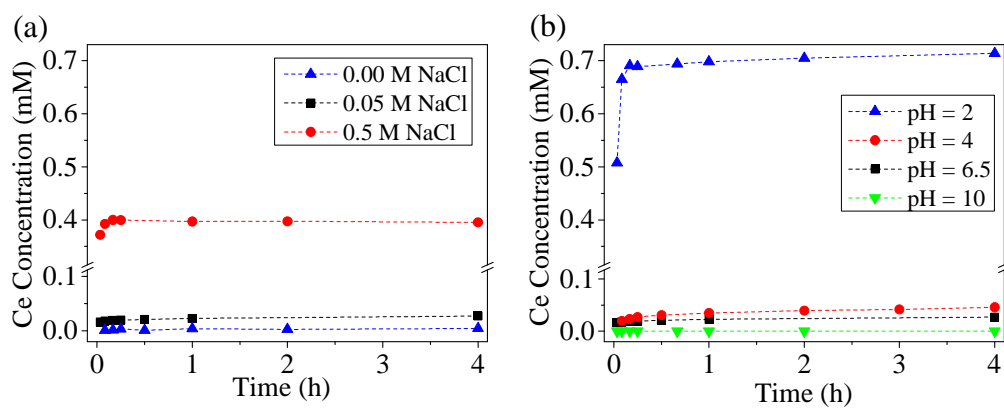 (a)
Ce Concentration (mM)
0.7
0.6
0.5
0.4
0.1
0.0
0.00 M NaCl
0.05 M NaCl
0.5 M NaCl
0 1 2 3 4
Time (h)
(b)
Ce Concentration (mM)
0.7
0.6
0.5
0.4
0.1
0.0
pH = 2
pH = 4
pH = 6.5
pH = 10
0 1 2 3 4
Time (h)